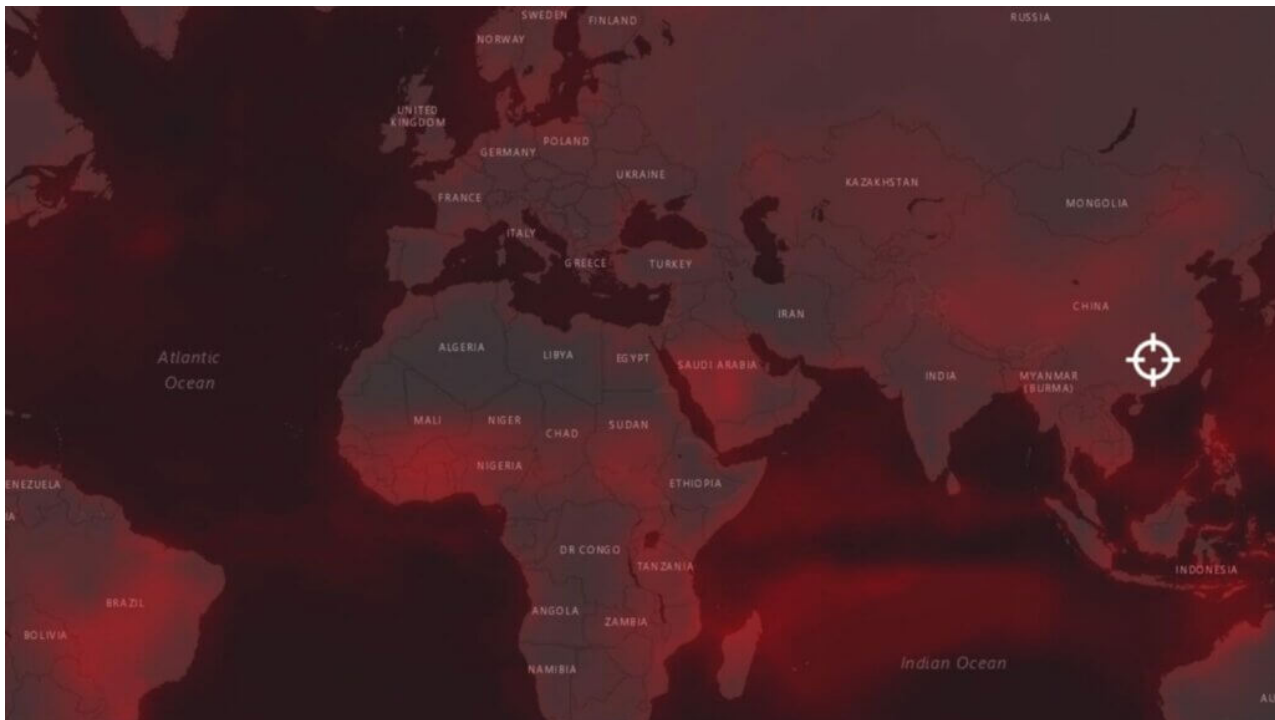 SWEDEN
FINLAND
RUSSIA
NORWAY
UNITED
KINGDOM
POLAND
GERMANY
UKRAINE
KAZAKHSTAN
FRANCE
MONGOLIA
ITALY
GREECE
TURKEY
CHINA
IRAN
ALGERIA
LIBYA
EGYPT
Atlantic
Ocean
SAUDI ARABIA
INDIA
MYANMAR
(BURMA)
MALI
NIGER
CHAD
SUDAN
NIGERIA
ENEZUELA
ETHIOPIA
IA
DR CONGO
TANZANIA
INDONESIA
BRAZIL
ANGOLA
ZAMBIA
BOLIVIA
NAMIBIA
Indian Ocean
AU